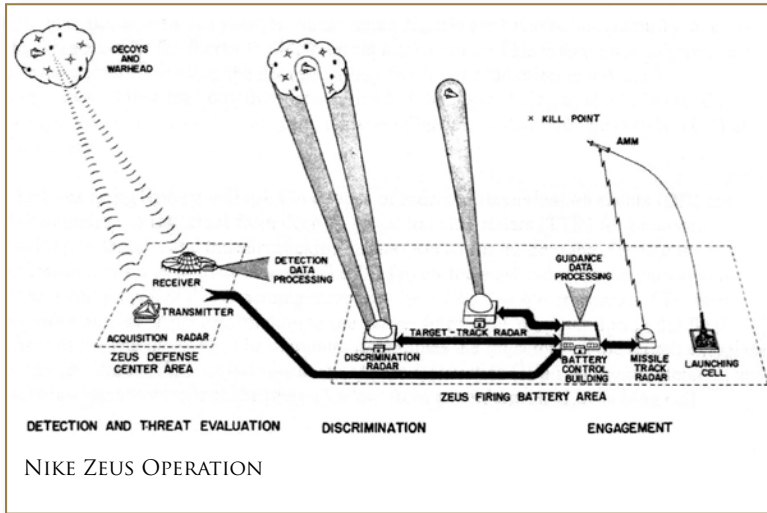 DECOYS
AND
WARHEAD
× KILL POINT
AMM
RECEIVER
DETECTION
DATA
PROCESSING
TRANSMITTER
ACQUISITION RADAR
ZEUS DEFENSE
CENTER AREA
GUIDANCE
DATA
PROCESSING
TARGET-TRACK RADAR
DISCRIMINATION
RADAR
BATTERY
CONTROL
BUILDING
MISSILE
TRACK
RADAR
LAUNCHING
CELL
ZEUS FIRING BATTERY AREA
DETECTION AND THREAT EVALUATION
DISCRIMINATION
ENGAGEMENT
NIKE ZEUS OPERATION